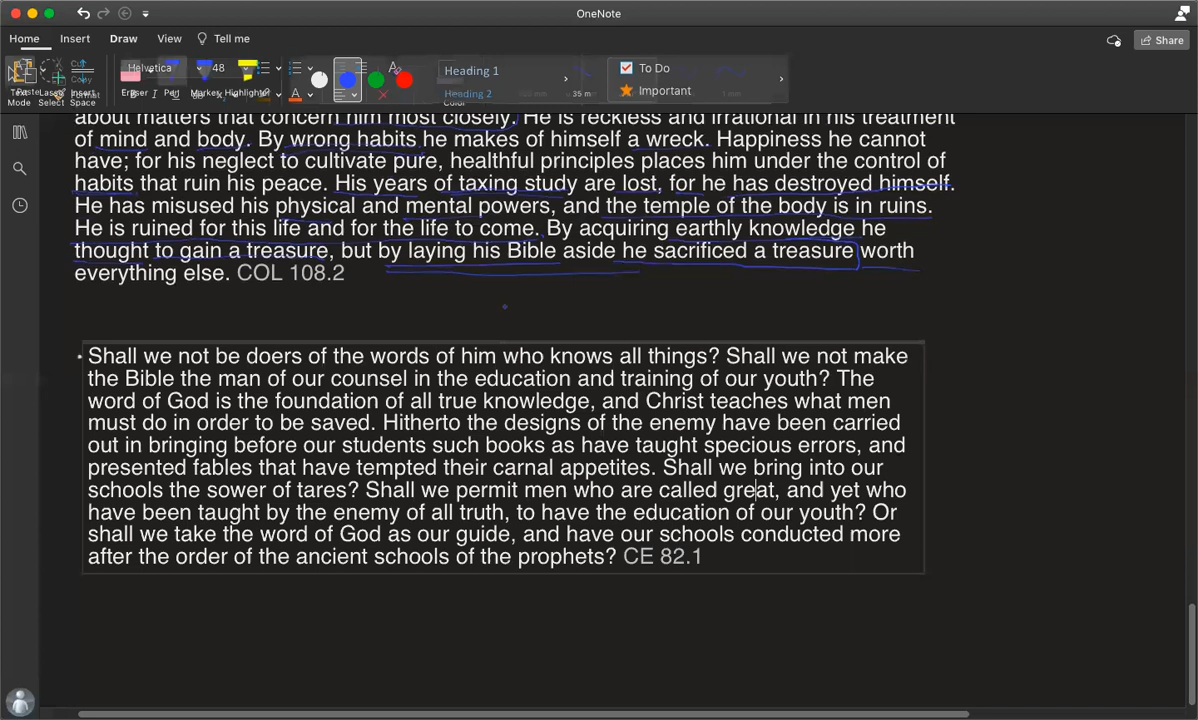 OneNote
Home Insert Draw View Tell me
Share
Helvetica 48 Heading 1 To Do
Text Mode Paste Lasso Select Insert Space Copy Format Eraser Pen Marker Highlighter Color 35 m Heading 2 Important
about matters that concern him most closely. He is reckless and irrational in his treatment
of mind and body. By wrong habits he makes of himself a wreck. Happiness he cannot
have; for his neglect to cultivate pure, healthful principles places him under the control of
habits that ruin his peace. His years of taxing study are lost, for he has destroyed himself.
He has misused his physical and mental powers, and the temple of the body is in ruins.
He is ruined for this life and for the life to come. By acquiring earthly knowledge he
thought to gain a treasure, but by laying his Bible aside he sacrificed a treasure worth
everything else. COL 108.2
Shall we not be doers of the words of him who knows all things? Shall we not make
the Bible the man of our counsel in the education and training of our youth? The
word of God is the foundation of all true knowledge, and Christ teaches what men
must do in order to be saved. Hitherto the designs of the enemy have been carried
out in bringing before our students such books as have taught specious errors, and
presented fables that have tempted their carnal appetites. Shall we bring into our
schools the sower of tares? Shall we permit men who are called great, and yet who
have been taught by the enemy of all truth, to have the education of our youth? Or
shall we take the word of God as our guide, and have our schools conducted more
after the order of the ancient schools of the prophets? CE 82.1